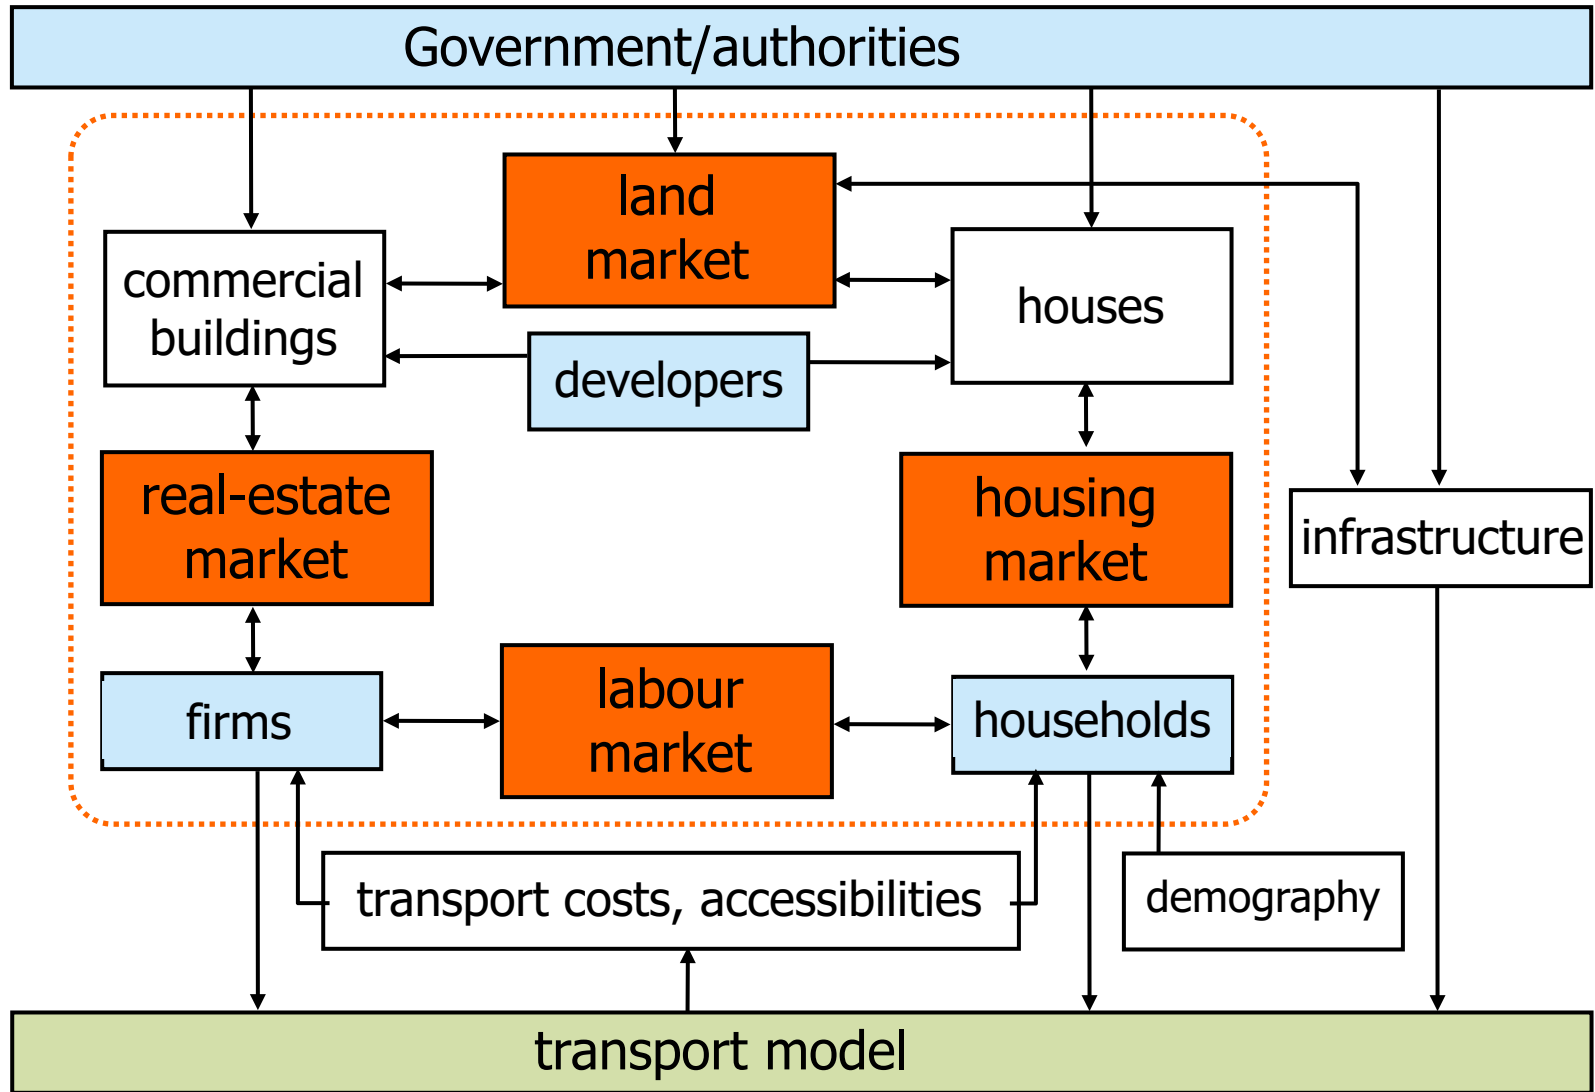 Government/authorities
land
market
commercial
buildings
houses
developers
real-estate
market
housing
market
infrastructure
firms
labour
market
households
transport costs, accessibilities
demography
transport model